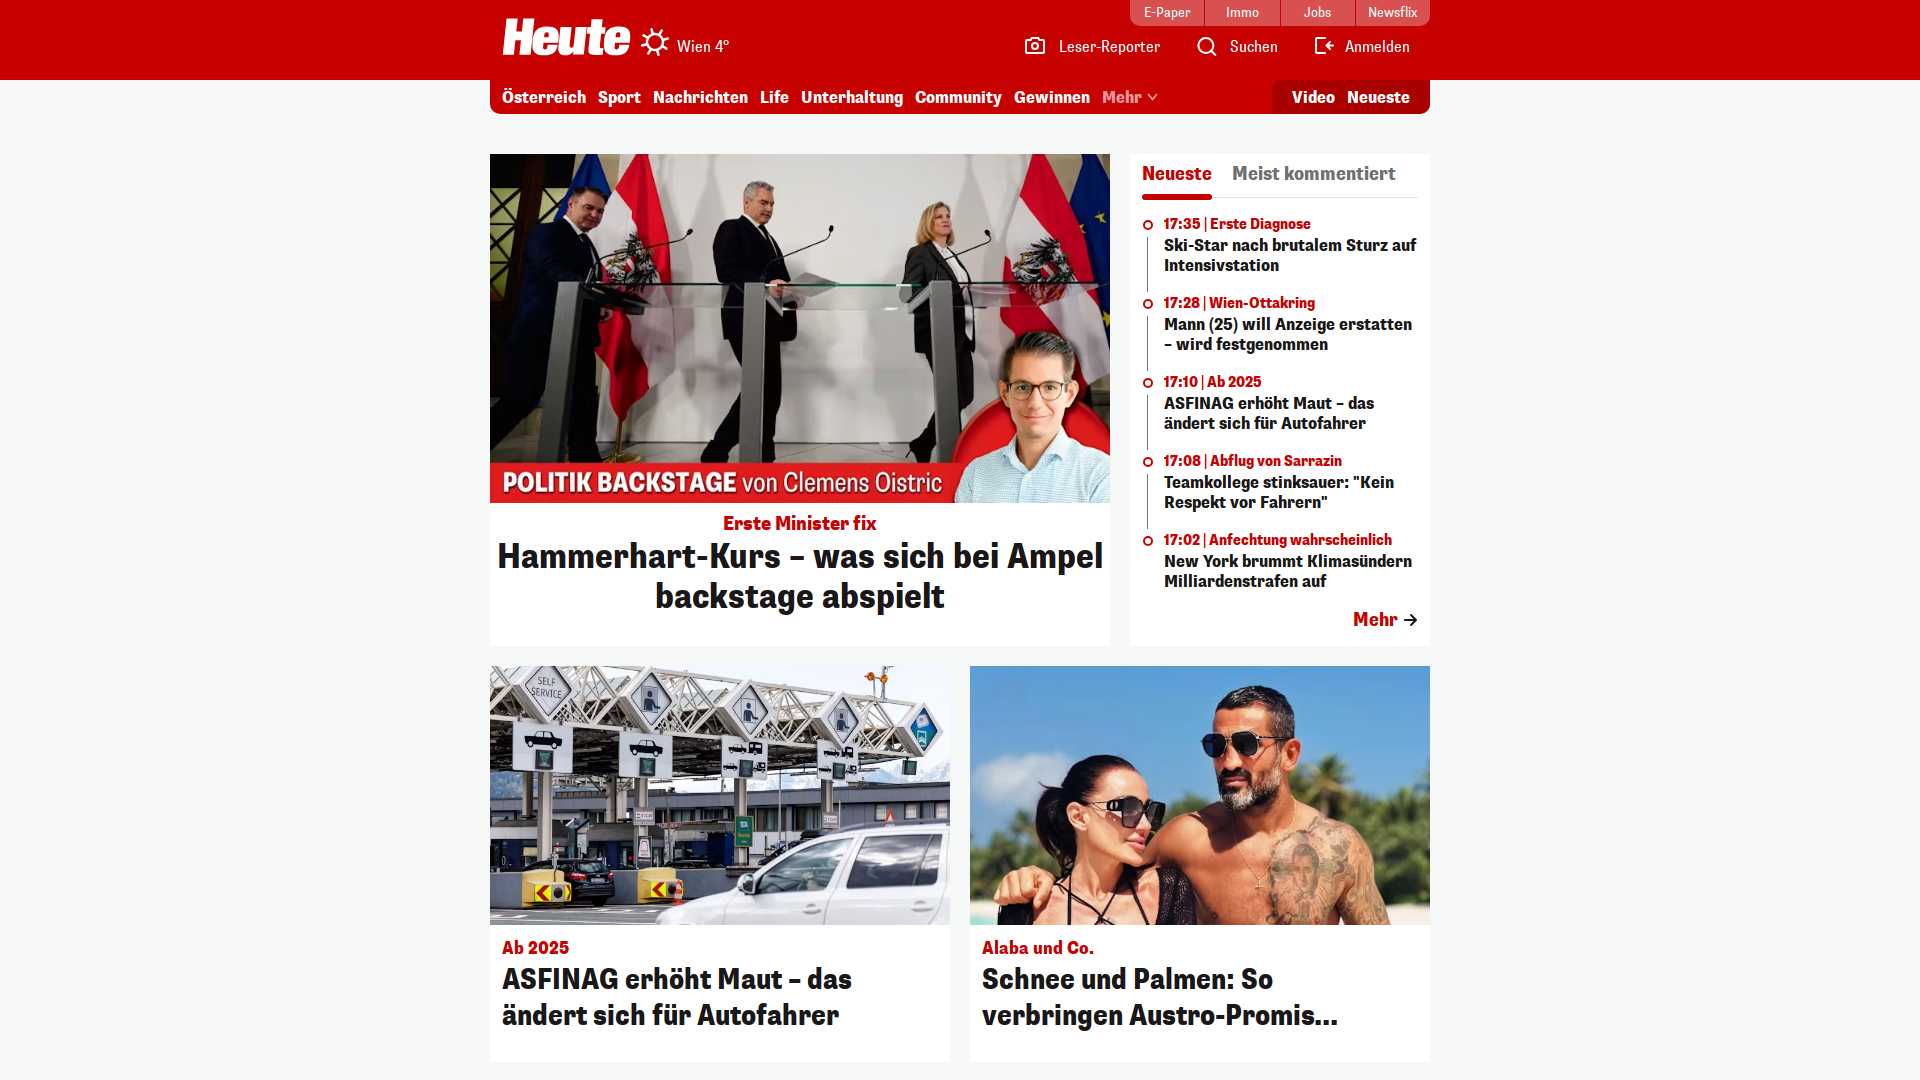 E-Paper
Immo
Jobs
Newsflix
Heute
Wien 4°
Leser-Reporter
Suchen
Anmelden
Österreich
Sport
Nachrichten
Life
Unterhaltung
Community
Gewinnen
Mehr
Video
Neueste
POLITIK BACKSTAGE von Clemens Oistric
Erste Minister fix
Hammerhart-Kurs – was sich bei Ampel
backstage abspielt
Neueste
Meist kommentiert
17:35 | Erste Diagnose
Ski-Star nach brutalem Sturz auf
Intensivstation
17:28 | Wien-Ottakring
Mann (25) will Anzeige erstatten
– wird festgenommen
17:10 | Ab 2025
ASFINAG erhöht Maut – das
ändert sich für Autofahrer
17:08 | Abflug von Sarrazin
Teamkollege stinksauer: "Kein
Respekt vor Fahrern"
17:02 | Anfechtung wahrscheinlich
New York brummt Klimasündern
Milliardenstrafen auf
Mehr
SELF
SERVICE
Ab 2025
ASFINAG erhöht Maut – das
ändert sich für Autofahrer
Alaba und Co.
Schnee und Palmen: So
verbringen Austro-Promis...